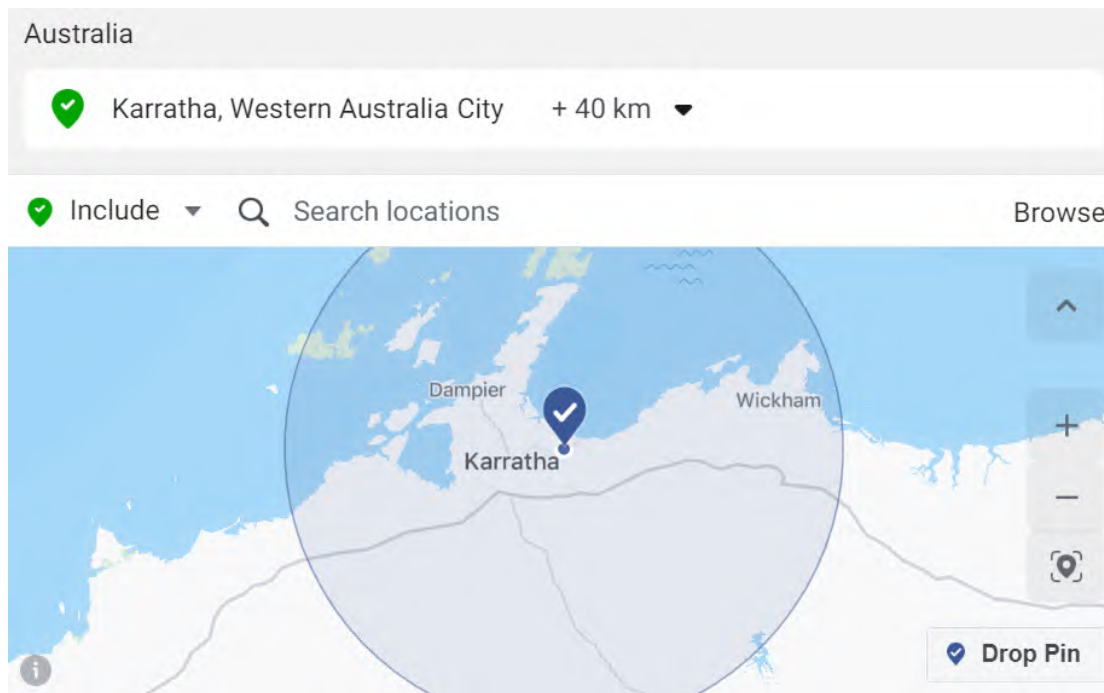 Australia
Karratha, Western Australia City + 40 km
Include Search locations Browse
Dampier
Wickham
Karratha
Drop Pin